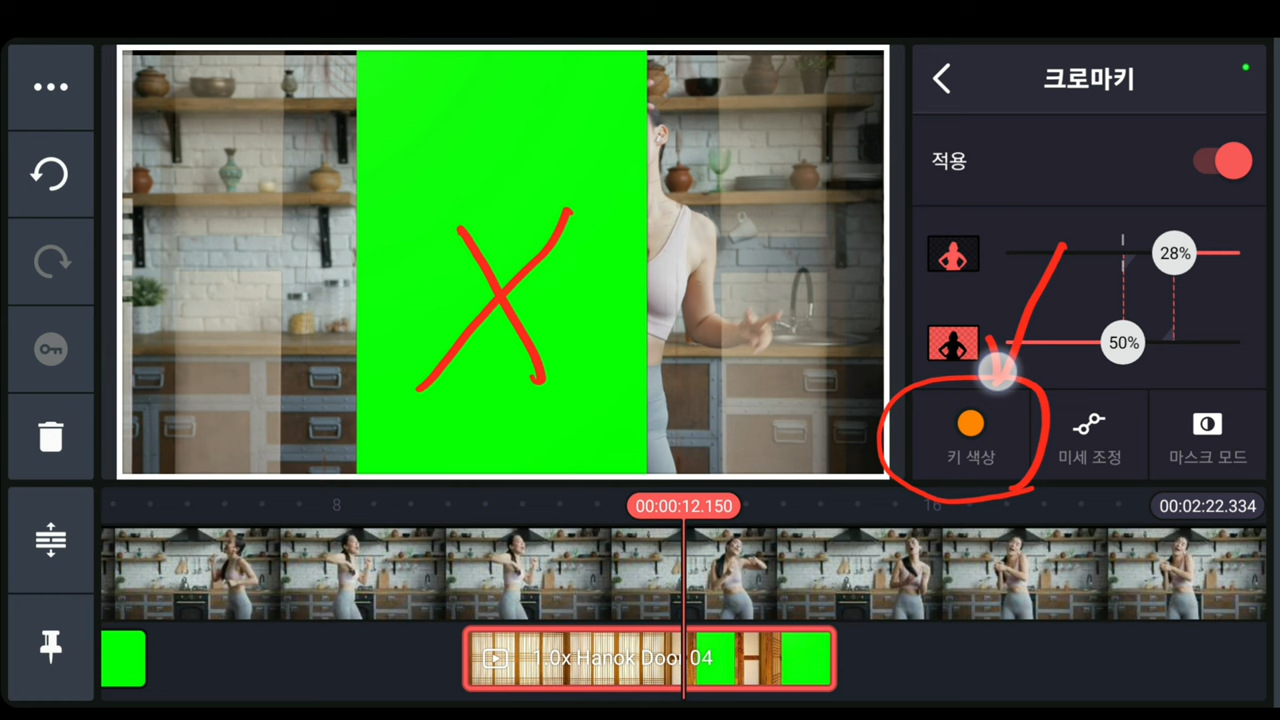 크로마키
적용
28%
50%
키 색상
미세 조정
마스크 모드
8
00:00:12.150
16
00:02:22.334
1.0x Hanok Door 04